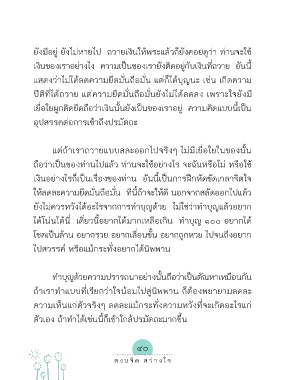 ยังมีอยู่ ยังไม่หายไป ถวายเงินให้พระแล้วก็ยังคอยดูว่า ท่านจะใช้
เงินของเราอย่างไร ความเป็นของเรายังติดอยู่กับเงินที่ถวาย อันนี้
แสดงว่าไม่ได้ลดความยึดมั่นถือมั่น แต่ก็ได้บุญนะ เช่น เกิดความ
ปีติที่ได้ถวาย แต่ความยึดมั่นถือมั่นยังไม่ได้ลดลง เพราะใจยังมี
เยื่อใยผูกติดยึดถือว่าเงินนั้นยังเป็นของเราอยู่ ความคิดแบบนี้เป็น
อุปสรรคต่อการเข้าถึงปรมัตถะ
แต่ถ้าเราถวายแบบสละออกไปจริงๆ ไม่มีเยื่อใยในของนั้น
ถือว่าเป็นของท่านไปแล้ว ท่านจะใช้อย่างไร จะฉันหรือไม่ หรือใช้
เงินอย่างไรก็เป็นเรื่องของท่าน อันนี้เป็นการฝึกหัดขัดเกลาจิตใจ
ให้ลดละความยึดมั่นถือมั่น ทีนี้ถ้าจะให้ดี นอกจากสลัดออกไปแล้ว
ยังไม่ควรหวังได้อะไรจากการทำบุญด้วย ไม่ใช่ว่าทำบุญแล้วอยาก
ได้โน่นได้นี่ เดี๋ยวนี้อยากได้มากเหลือเกิน ทำบุญ ๑๐๐ อยากได้
โชคเป็นล้าน อยากรวย อยากเลื่อนขั้น อยากถูกหวย ไปจนถึงอยาก
ไปสวรรค์ หรือแม้กระทั่งอยากได้นิพพาน
ทำบุญด้วยความปรารถนาอย่างนั้นถือว่าเป็นตัณหาเหมือนกัน
ถ้าเราทำแบบที่เรียกว่าใจน้อมไปสู่นิพพาน ก็ต้องพยายามลดละ
ความเห็นแก่ตัวจริงๆ ลดละแม้กระทั่งความหวังที่จะเกิดอะไรแก่
ตัวเอง ถ้าทำได้เช่นนี้ก็เข้าใกล้ปรมัตถะมากขึ้น
๔๐
สงบจิต สว่างใจ